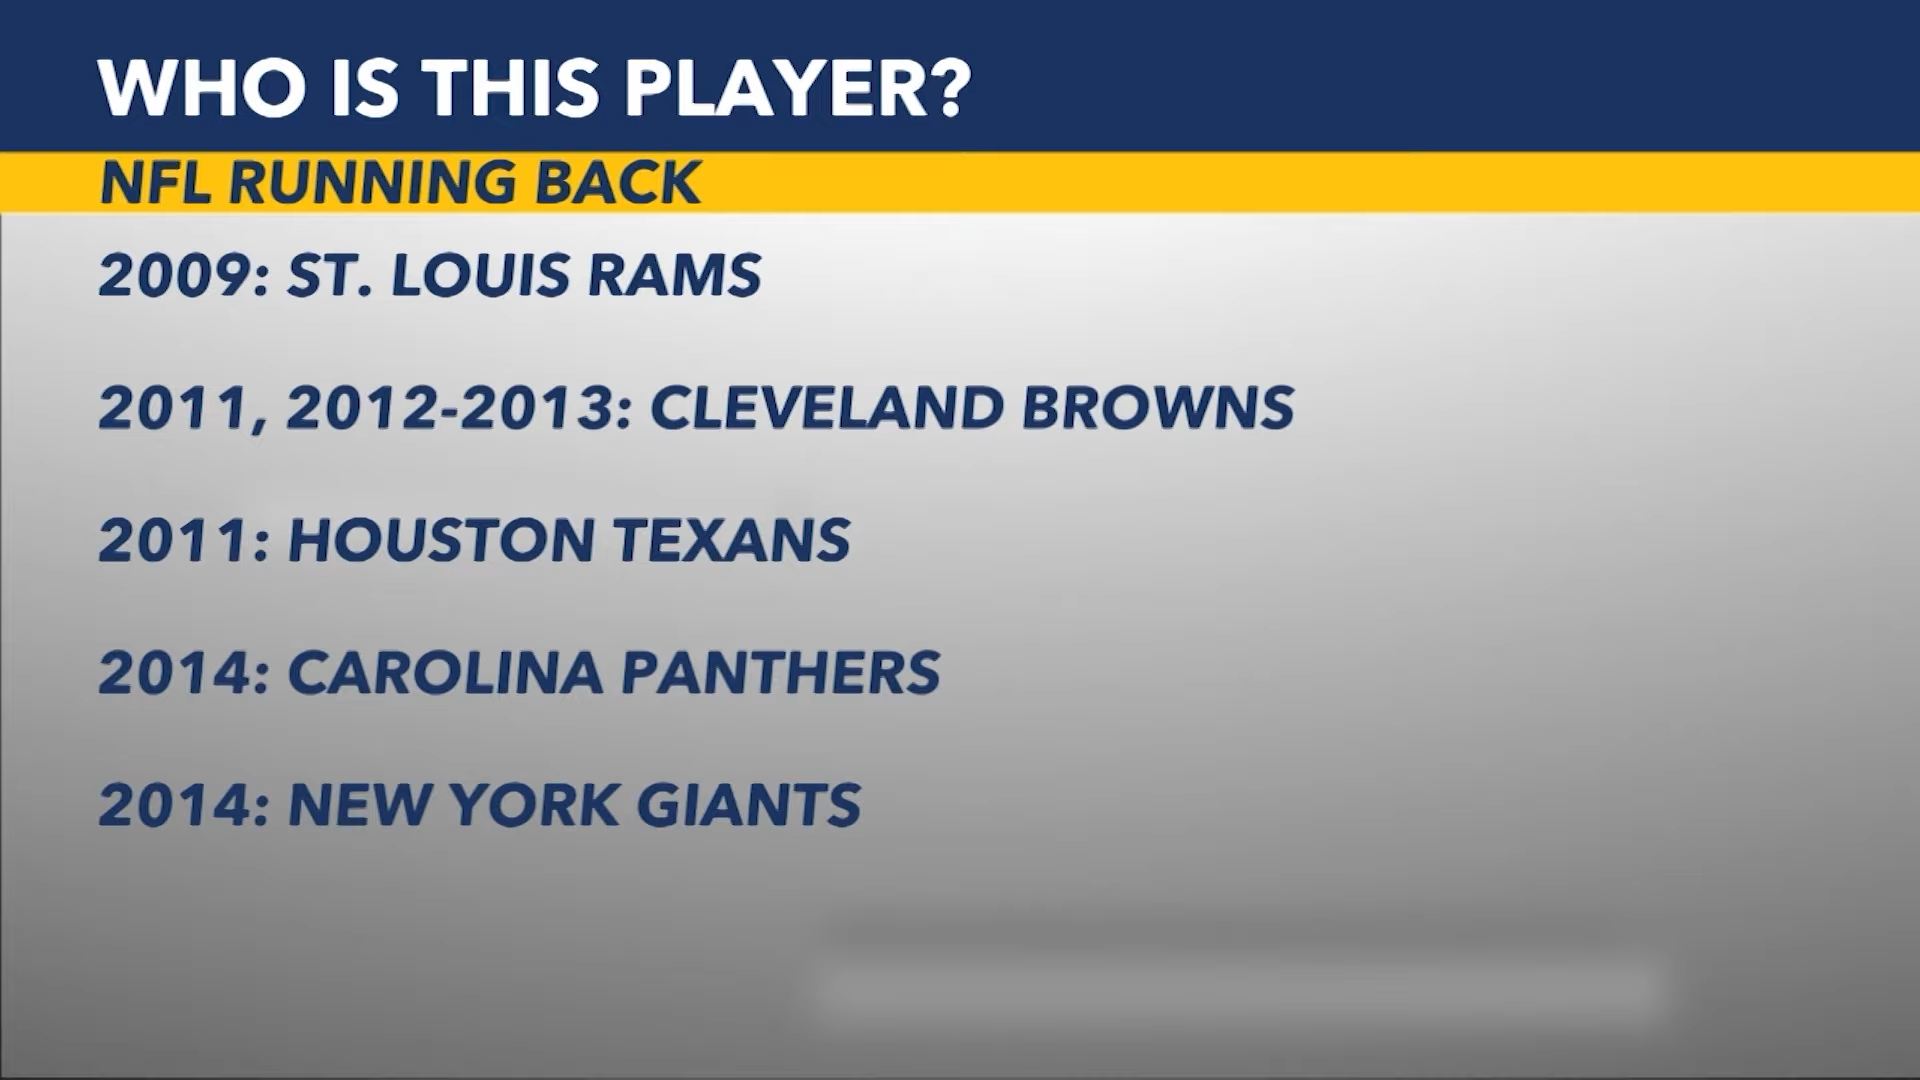 WHO IS THIS PLAYER?
NFL RUNNING BACK
2009: ST. LOUIS RAMS
2011, 2012-2013: CLEVELAND BROWNS
2011: HOUSTON TEXANS
2014: CAROLINA PANTHERS
2014: NEW YORK GIANTS